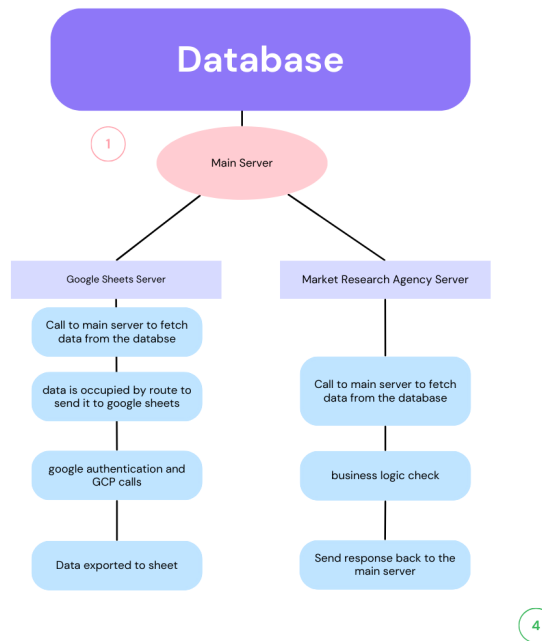 Database
1
Main Server
Google Sheets Server
Market Research Agency Server
Call to main server to fetch
data from the databse
data is occupied by route to
send it to google sheets
google authentication and
GCP calls
Data exported to sheet
Call to main server to fetch
data from the database
business logic check
Send response back to the
main server
4